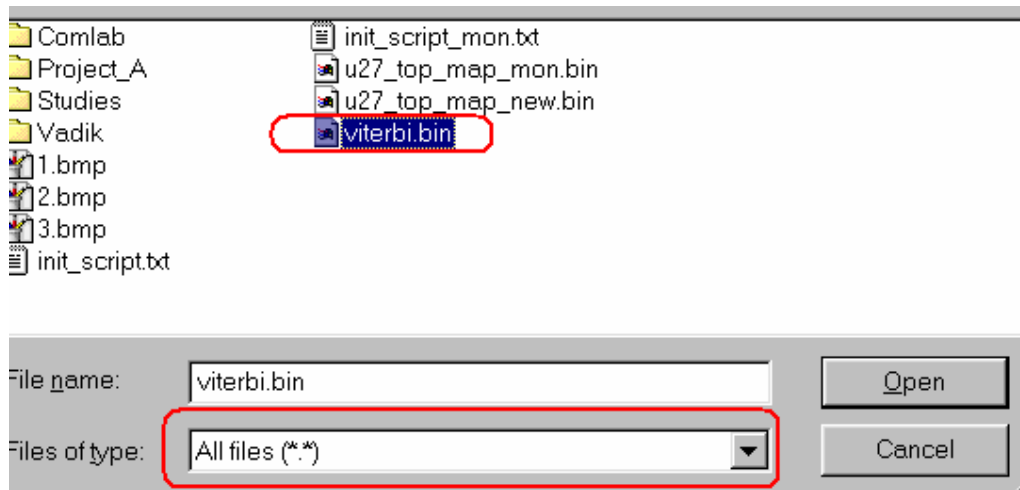 Comlab
Project_A
Studies
Vadik
1.bmp
2.bmp
3.bmp
init_script.txt
init_script_mon.txt
u27_top_map_mon.bin
u27_top_map_new.bin
viterbi.bin
File name: viterbi.bin Open
Files of type: All files (*.*) Cancel